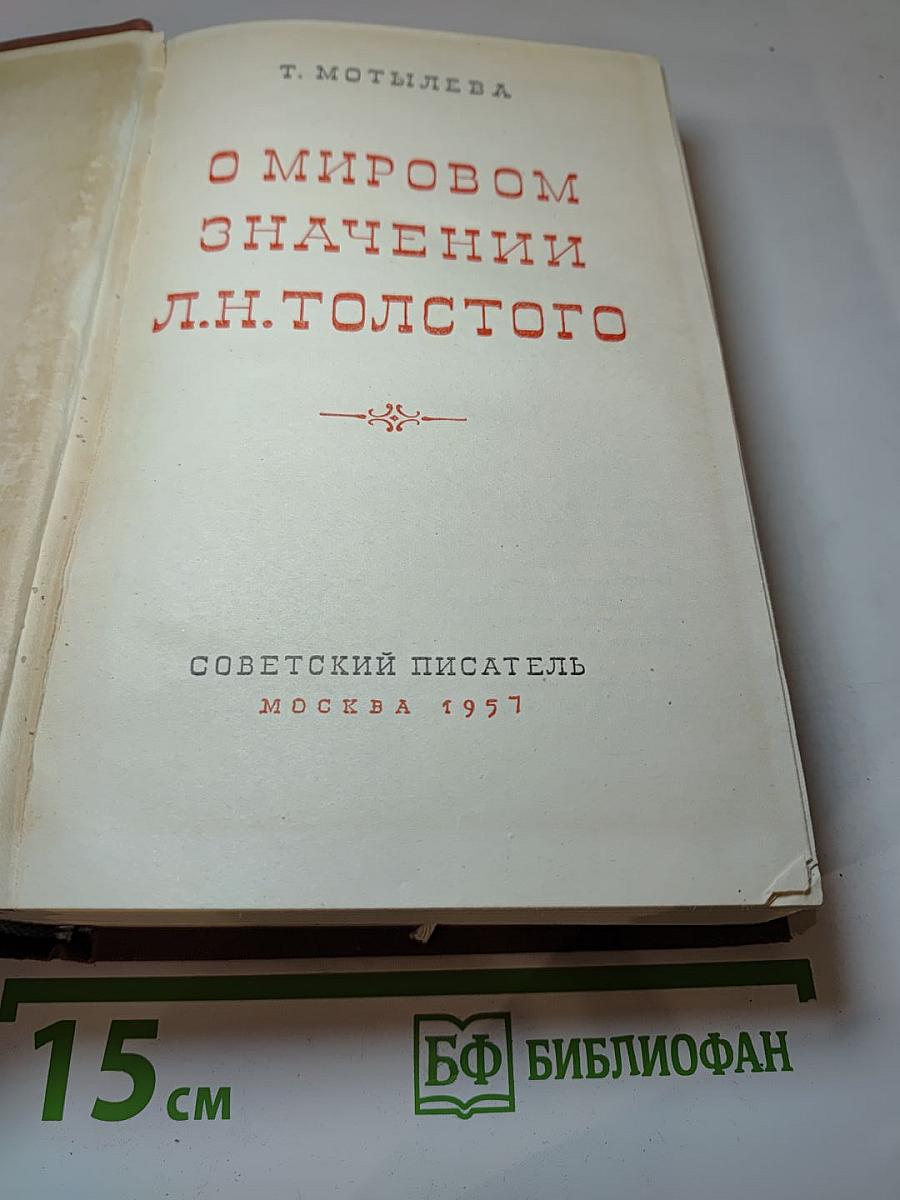 Т. МОТЫЛЕВА
О МИРОВОМ
ЗНАЧЕНИИ
Л.Н.ТОЛСТОГО
СОВЕТСКИЙ ПИСАТЕЛЬ
МОСКВА 1957
15 см
БФ БИБЛИОФАН